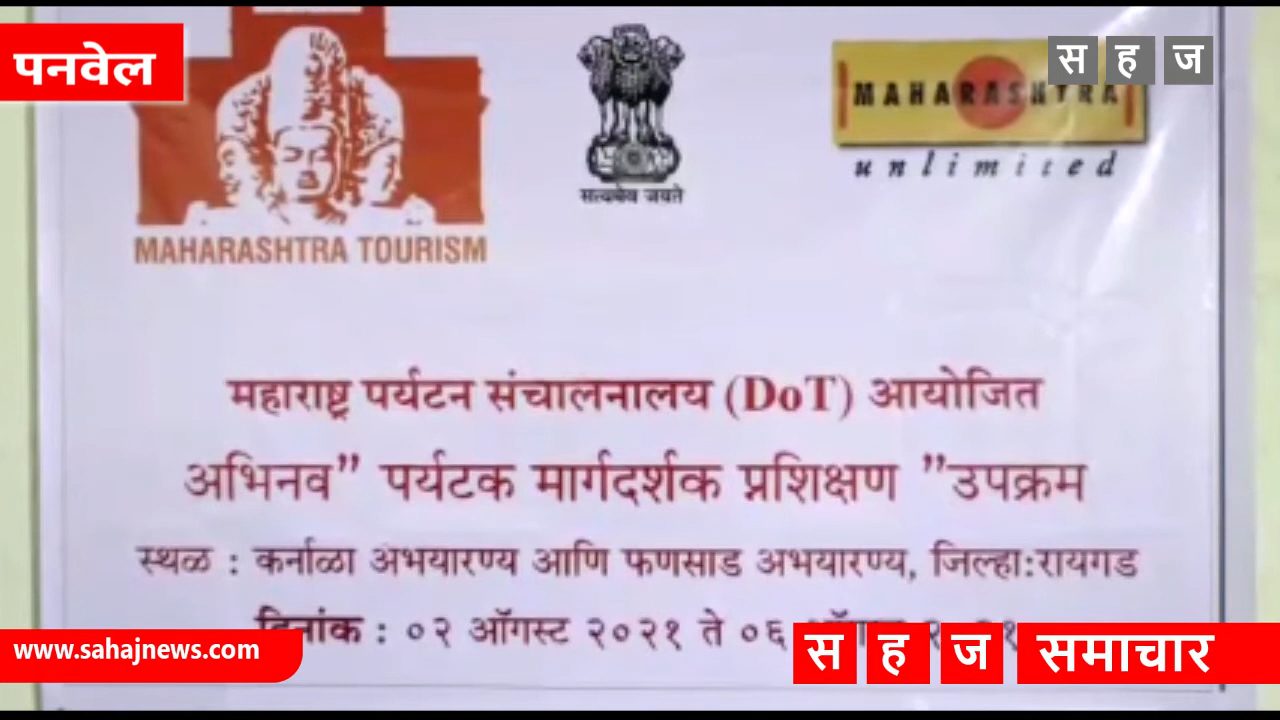 पनवेल
स ह ज
MAHARASHTRA
unlimited
सत्यमेव जयते
MAHARASHTRA TOURISM
महाराष्ट्र पर्यटन संचालनालय (DoT) आयोजित
अभिनव” पर्यटक मार्गदर्शक प्रशिक्षण ”उपक्रम
स्थळ : कर्नाळा अभयारण्य आणि फणसाड अभयारण्य, जिल्हा:रायगड
दिनांक : ०२ ऑगस्ट २०२१ ते ०६
www.sahajnews.com
स ह ज समाचार